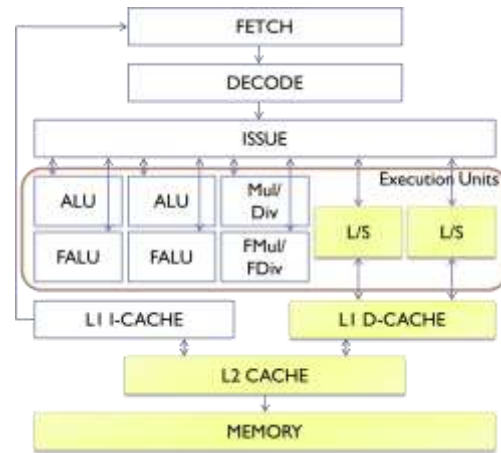 FETCH
DECODE
ISSUE
Execution Units
ALU
ALU
Mul/
Div
L/S
L/S
FALU
FALU
FMul/
FDiv
L1 I-CACHE
L1 D-CACHE
L2 CACHE
MEMORY